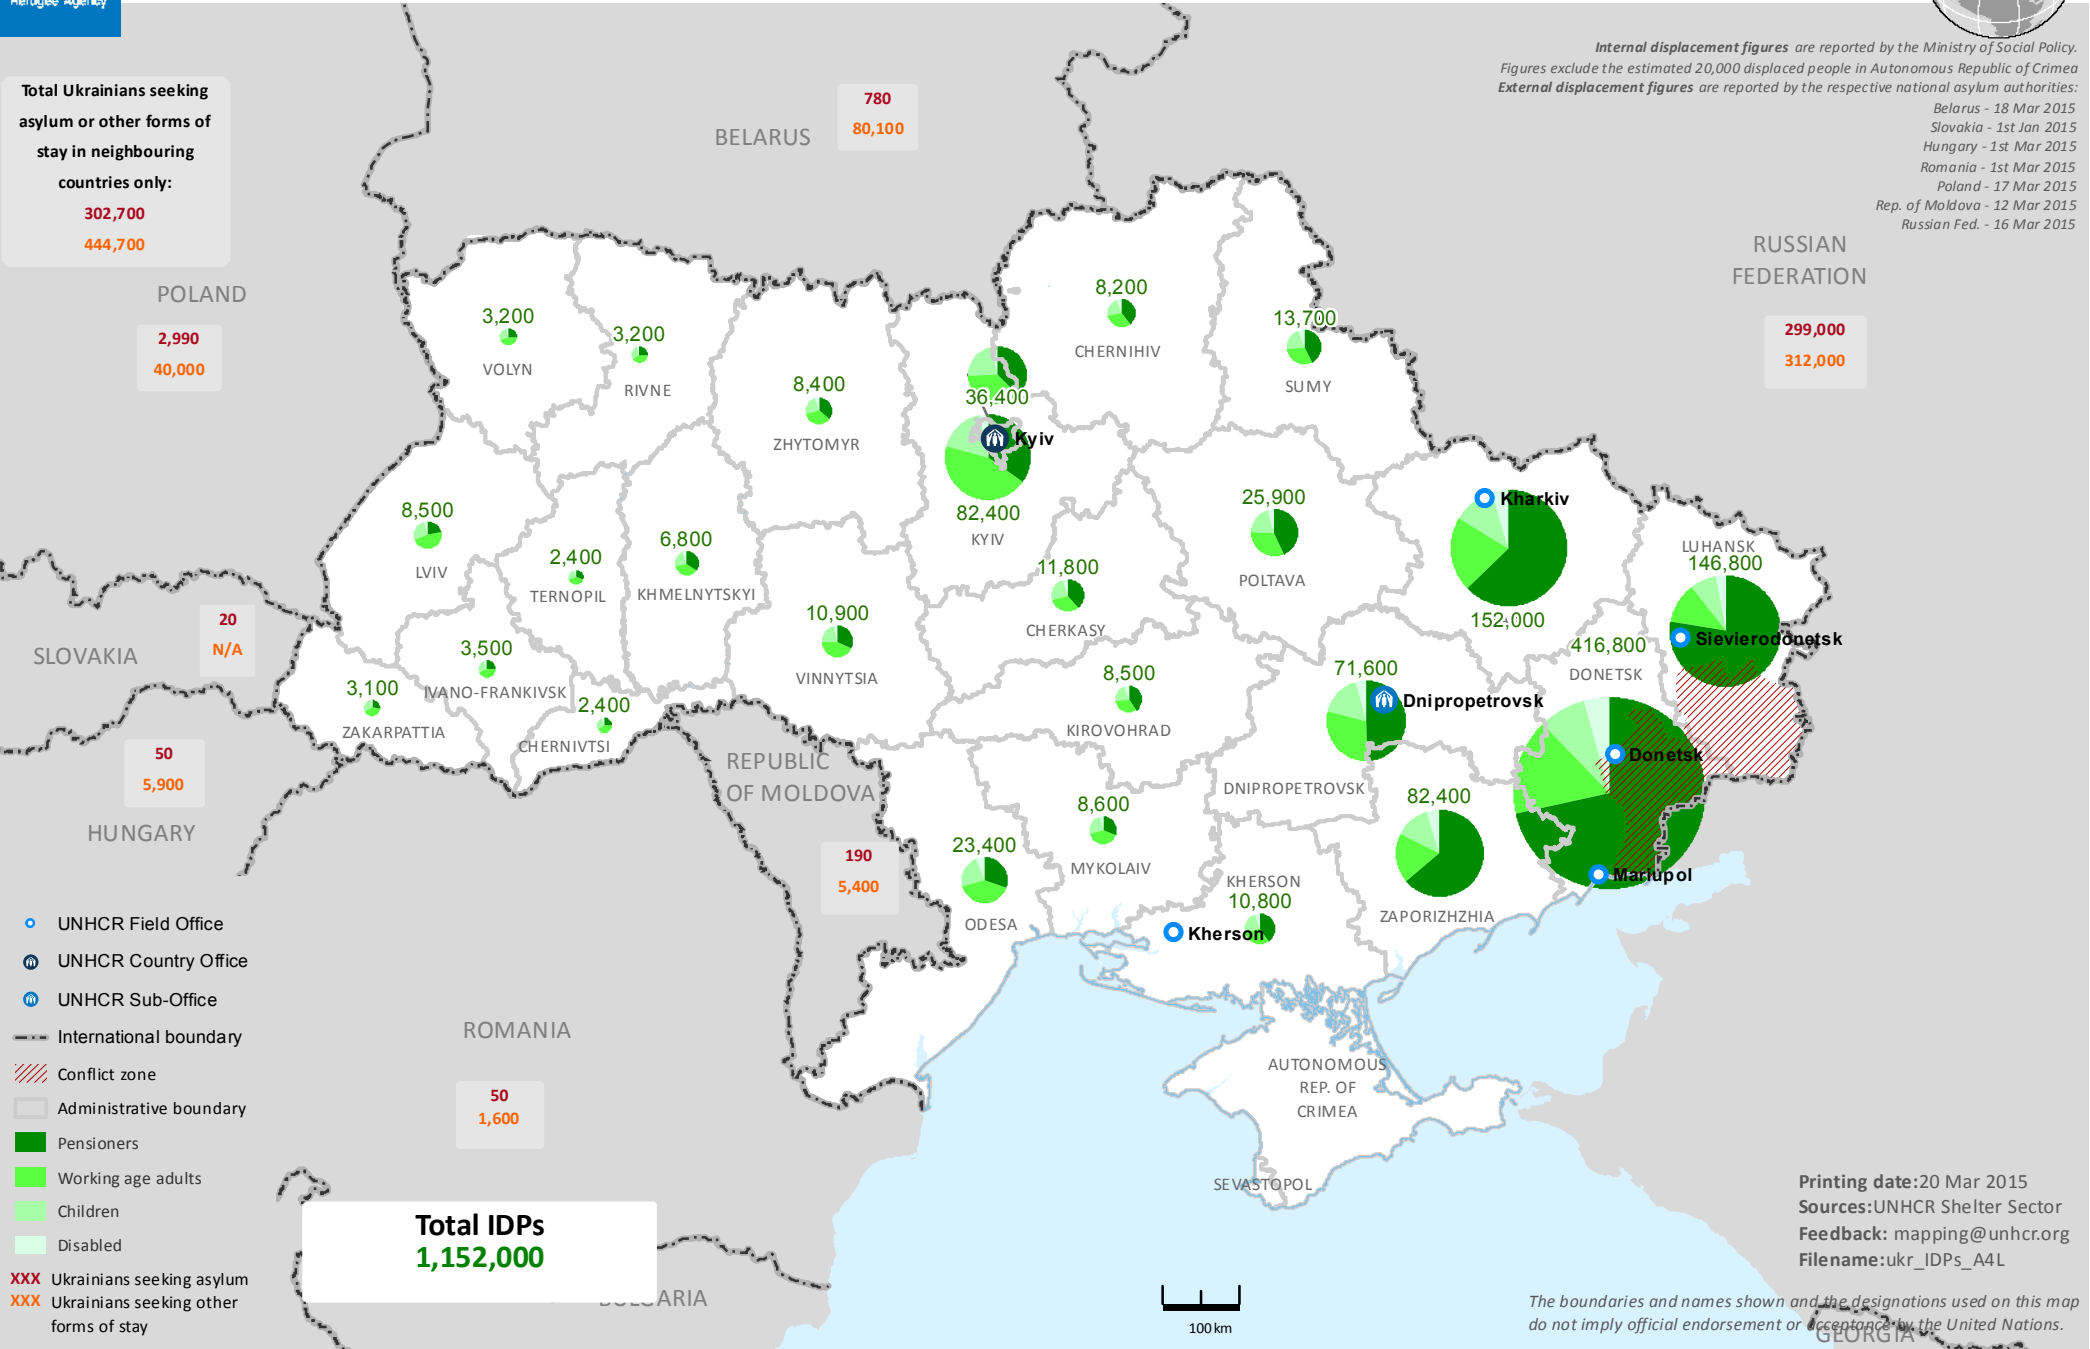 Refugee Agency
Internal displacement figures are reported by the Ministry of Social Policy.
Figures exclude the estimated 20,000 displaced people in Autonomous Republic of Crimea
External displacement figures are reported by the respective national asylum authorities:
Belarus - 18 Mar 2015
Slovakia - 1st Jan 2015
Hungary - 1st Mar 2015
Romania - 1st Mar 2015
Poland - 17 Mar 2015
Rep. of Moldova - 12 Mar 2015
Russian Fed. - 16 Mar 2015
Total Ukrainians seeking
asylum or other forms of
stay in neighbouring
countries only:
302,700
444,700
BELARUS
780
80,100
POLAND
2,990
40,000
RUSSIAN
FEDERATION
299,000
312,000
3,200
VOLYN
3,200
RIVNE
8,400
ZHYTOMYR
8,200
CHERNIHIV
13,700
SUMY
36,400
Kyiv
82,400
KYIV
8,500
LVIV
2,400
TERNOPIL
6,800
KHMELNYTSKYI
11,800
CHERKASY
25,900
POLTAVA
Kharkiv
152,000
LUHANSK
146,800
Sievierodonetsk
416,800
DONETSK
Donetsk
Mariupol
SLOVAKIA
20
N/A
3,500
IVANO-FRANKIVSK
3,100
ZAKARPATTIA
2,400
CHERNIVTSI
10,900
VINNYTSIA
8,500
KIROVOHRAD
71,600
Dnipropetrovsk
DNIPROPETROVSK
82,400
ZAPORIZHZHIA
50
5,900
HUNGARY
REPUBLIC
OF MOLDOVA
190
5,400
23,400
ODESA
8,600
MYKOLAIV
KHERSON
10,800
Kherson
ROMANIA
50
1,600
AUTONOMOUS
REP. OF
CRIMEA
SEVASTOPOL
UNHCR Field Office
UNHCR Country Office
UNHCR Sub-Office
International boundary
Conflict zone
Administrative boundary
Pensioners
Working age adults
Children
Disabled
XXX Ukrainians seeking asylum
XXX Ukrainians seeking other
forms of stay
Total IDPs
1,152,000
BULGARIA
100 km
Printing date:20 Mar 2015
Sources:UNHCR Shelter Sector
Feedback: mapping@unhcr.org
Filename:ukr_IDPs_A4L
The boundaries and names shown and the designations used on this map
do not imply official endorsement or acceptance by the United Nations.
GEORGIA